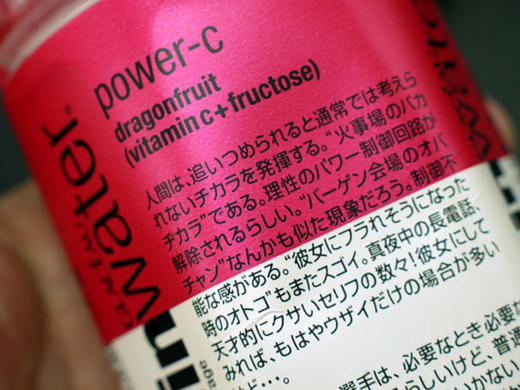 power-c
dragonfruit
(vitamin c+fructose)
人間は、追いつめられると通常では考えら
れないチカラを発揮する。“火事場のバカ
チカラ”である。理性のパワー制御回路が
解除されるらしい。“バーゲン会場のオバ
チャン”なんかも似た現象だろう。制御不
能な感がある。“彼女にフラれそうになった
時のオトコ”もまたスゴイ。真夜中の長電話、
天才的にクサいセリフの数々！彼女にして
みれば、もはやウザイだけの場合が多い
が…。
選手は、必要なとき必要な
らしいけど、普通
GLACÉAU
water